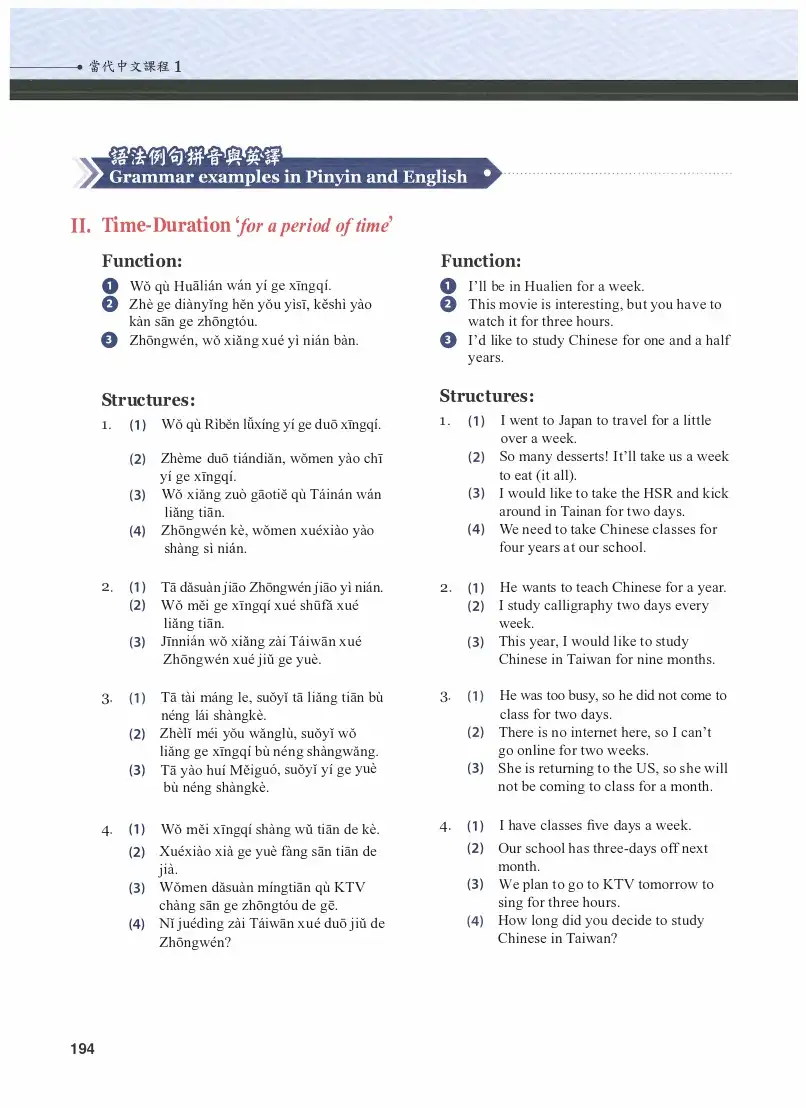 當代中文課程 1
語法例句拼音與英譯
Grammar examples in Pinyin and English
II. Time-Duration ‘for a period of time’
Function:
1 Wǒ qù Huālián wán yí ge xīngqí.
2 Zhè ge diànyǐng hěn yǒu yìsī, kěshì yào
kàn sān ge zhōngtóu.
3 Zhōngwén, wǒ xiǎng xué yì nián bàn.
Structures:
1. (1) Wǒ qù Rìběn lǚxíng yí ge duō xīngqí.
(2) Zhème duō tiándiǎn, wǒmen yào chī
yí ge xīngqí.
(3) Wǒ xiǎng zuò gāotiě qù Táinán wán
liǎng tiān.
(4) Zhōngwén kè, wǒmen xuéxiào yào
shàng sì nián.
2. (1) Tā dǎsuàn jiāo Zhōngwén jiāo yì nián.
(2) Wǒ měi ge xīngqí xué shūfǎ xué
liǎng tiān.
(3) Jīnnián wǒ xiǎng zài Táiwān xué
Zhōngwén xué jiǔ ge yuè.
3. (1) Tā tài máng le, suǒyǐ tā liǎng tiān bù
néng lái shàngkè.
(2) Zhèlǐ méi yǒu wǎnglù, suǒyǐ wǒ
liǎng ge xīngqí bù néng shàngwǎng.
(3) Tā yào huí Měiguó, suǒyǐ yí ge yuè
bù néng shàngkè.
4. (1) Wǒ měi xīngqí shàng wǔ tiān de kè.
(2) Xuéxiào xià ge yuè fàng sān tiān de
jià.
(3) Wǒmen dǎsuàn míngtiān qù KTV
chàng sān ge zhōngtóu de gē.
(4) Nǐ juédìng zài Táiwān xué duō jiǔ de
Zhōngwén?
Function:
1 I’ll be in Hualien for a week.
2 This movie is interesting, but you have to
watch it for three hours.
3 I’d like to study Chinese for one and a half
years.
Structures:
1. (1) I went to Japan to travel for a little
over a week.
(2) So many desserts! It’ll take us a week
to eat (it all).
(3) I would like to take the HSR and kick
around in Tainan for two days.
(4) We need to take Chinese classes for
four years at our school.
2. (1) He wants to teach Chinese for a year.
(2) I study calligraphy two days every
week.
(3) This year, I would like to study
Chinese in Taiwan for nine months.
3. (1) He was too busy, so he did not come to
class for two days.
(2) There is no internet here, so I can’t
go online for two weeks.
(3) She is returning to the US, so she will
not be coming to class for a month.
4. (1) I have classes five days a week.
(2) Our school has three-days off next
month.
(3) We plan to go to KTV tomorrow to
sing for three hours.
(4) How long did you decide to study
Chinese in Taiwan?
194